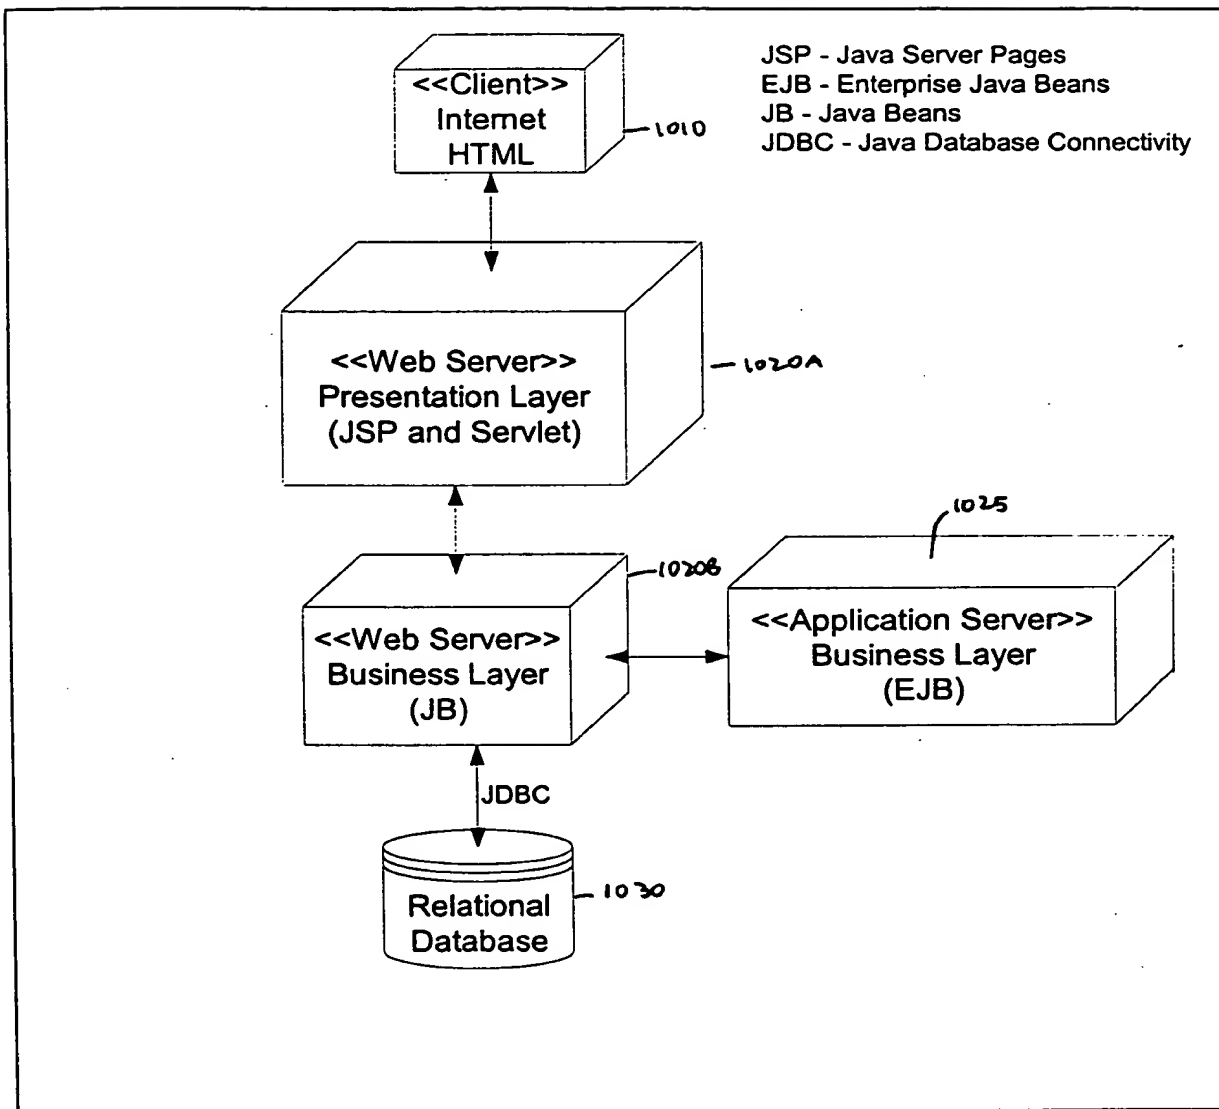 JSP - Java Server Pages
EJB - Enterprise Java Beans
JB - Java Beans
JDBC - Java Database Connectivity
<<Client>>
Internet
HTML
1010
<<Web Server>>
Presentation Layer
(JSP and Servlet)
1020A
1025
1020B
<<Web Server>>
Business Layer
(JB)
<<Application Server>>
Business Layer
(EJB)
JDBC
Relational
Database
1030